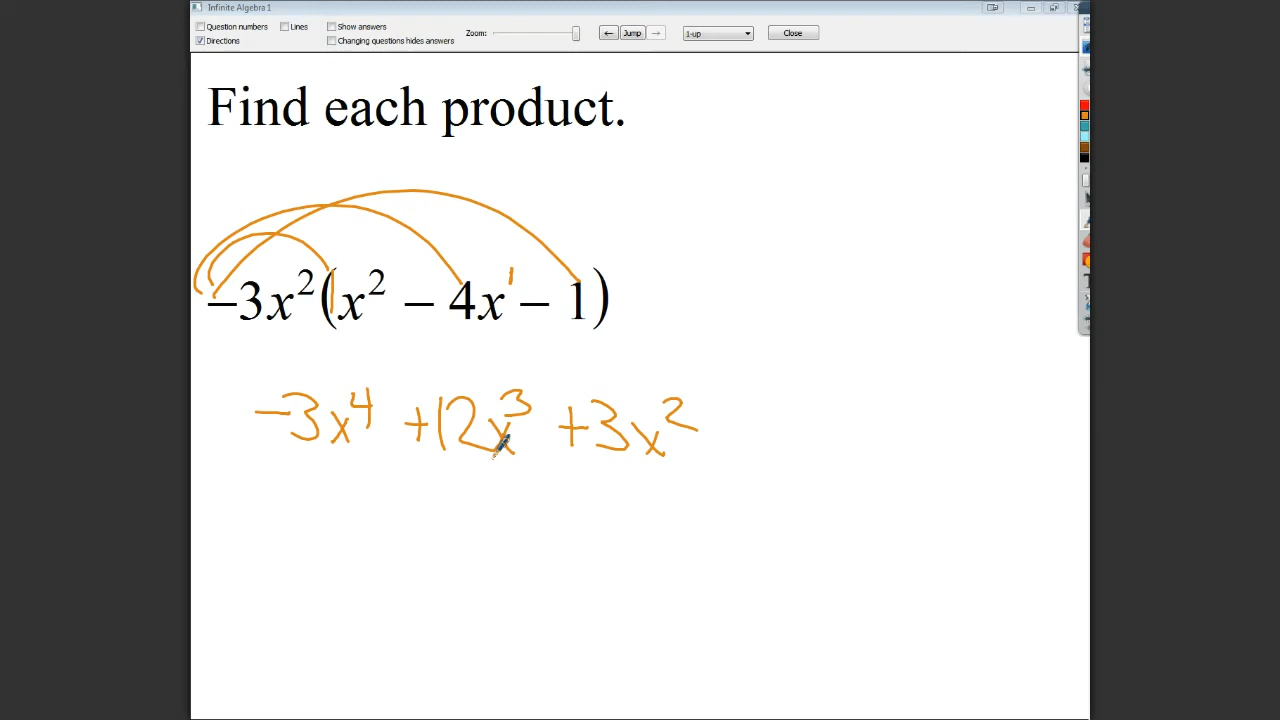 Infinite Algebra 1
Question numbers Lines Show answers
Directions Changing questions hides answers Zoom: Jump 1-up Close
Find each product.
−3x²(x² − 4x¹ − 1)
−3x⁴ +12x³ +3x²